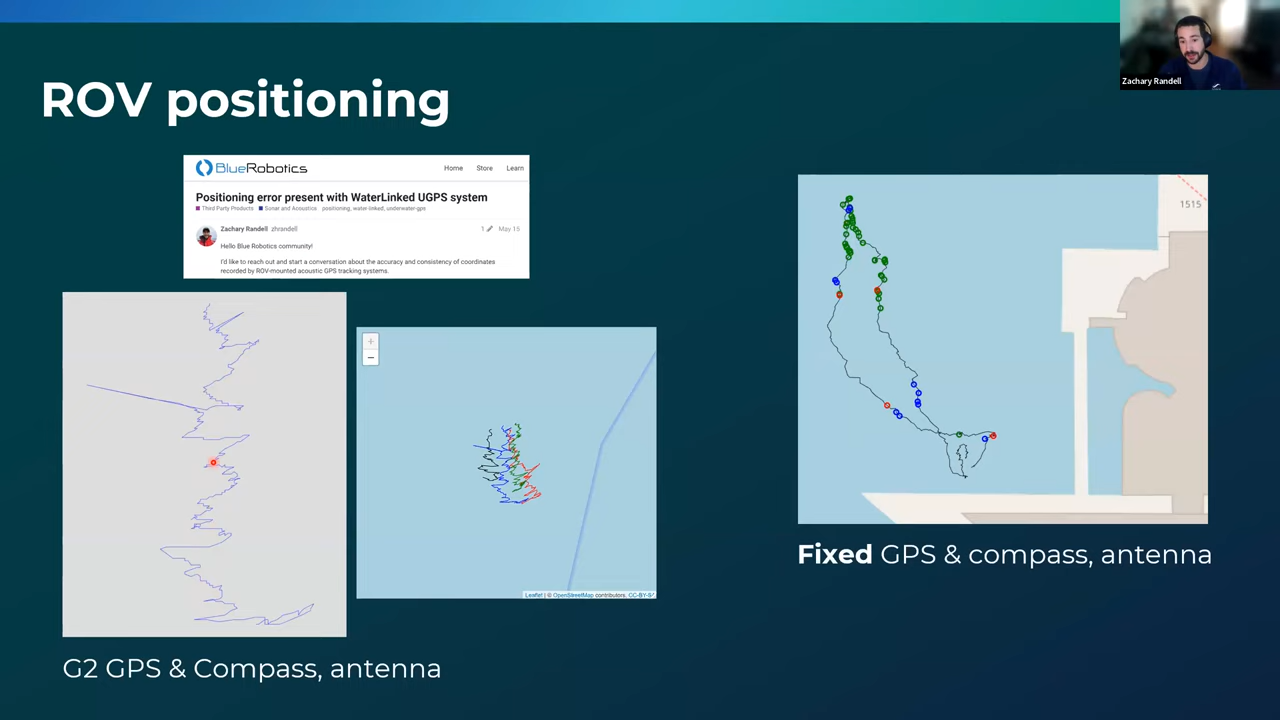 Zachary Randell
ROV positioning
BlueRobotics
Home Store Learn
Positioning error present with WaterLinked UGPS system
Third Party Products Sonar and Acoustics positioning, water-linked, underwater-gps
Zachary Randell zhrandell 1 May 15
Hello Blue Robotics community!
I'd like to reach out and start a conversation about the accuracy and consistency of coordinates
recorded by ROV-mounted acoustic GPS tracking systems.
1515
+
−
Leaflet | © OpenStreetMap contributors, CC-BY-S
Fixed GPS & compass, antenna
G2 GPS & Compass, antenna